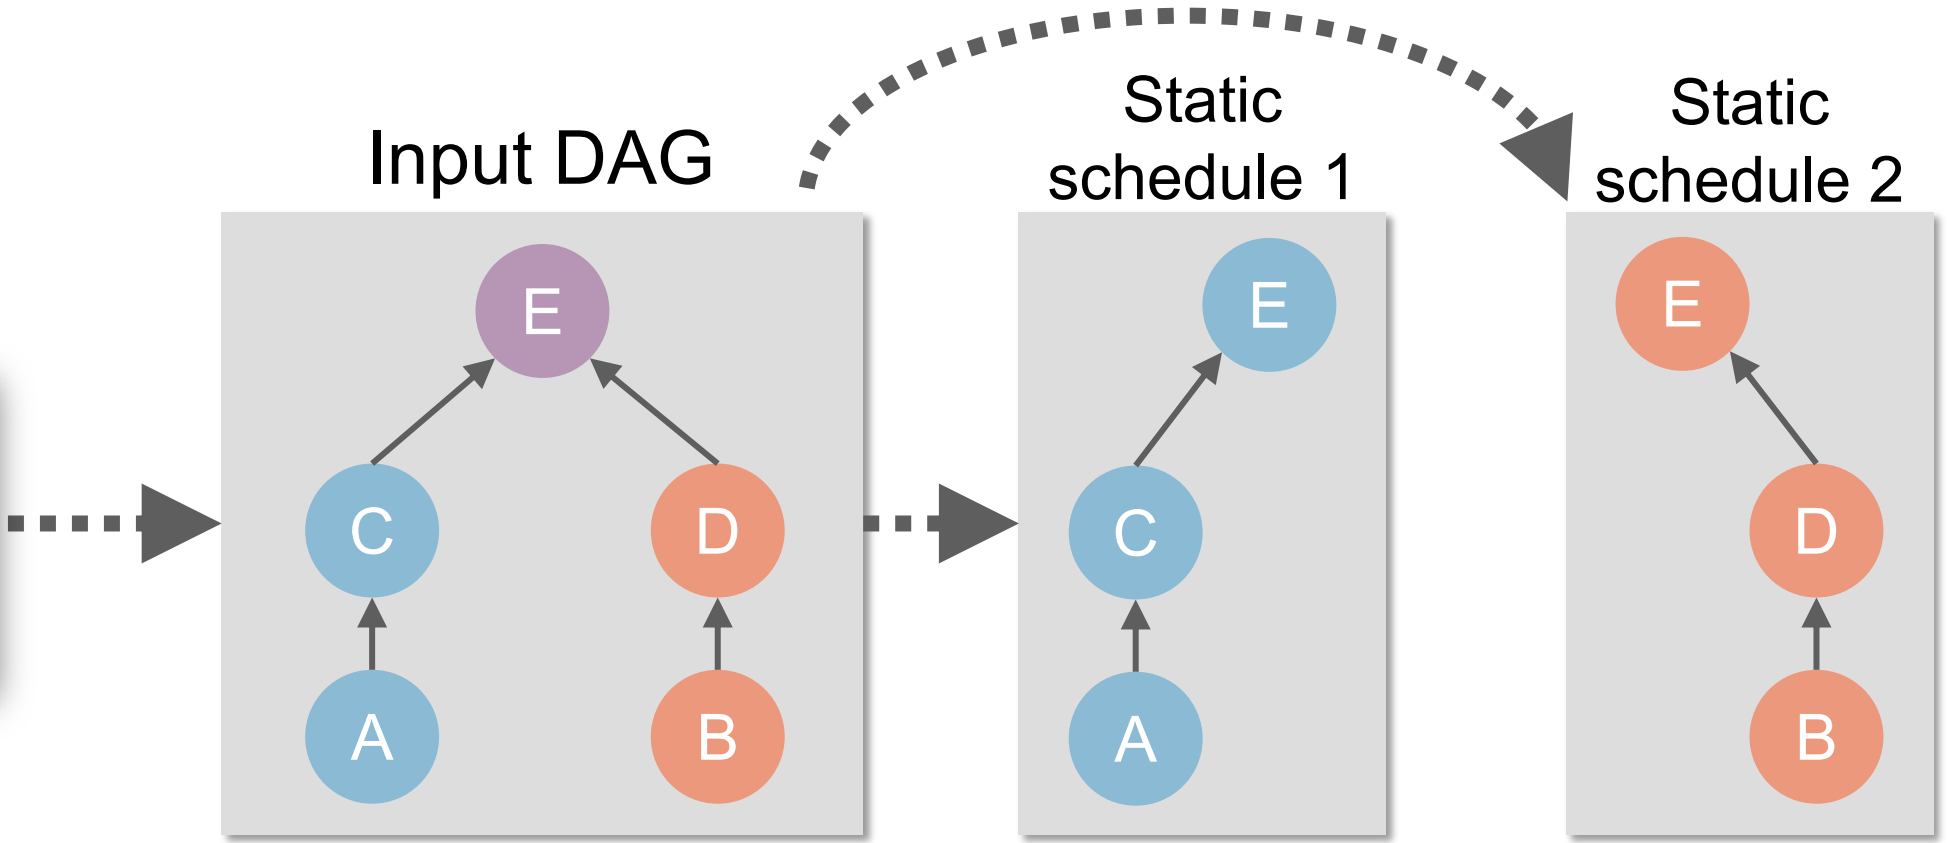 Input DAG
E
C
D
A
B
Static
schedule 1
E
C
A
Static
schedule 2
E
D
B